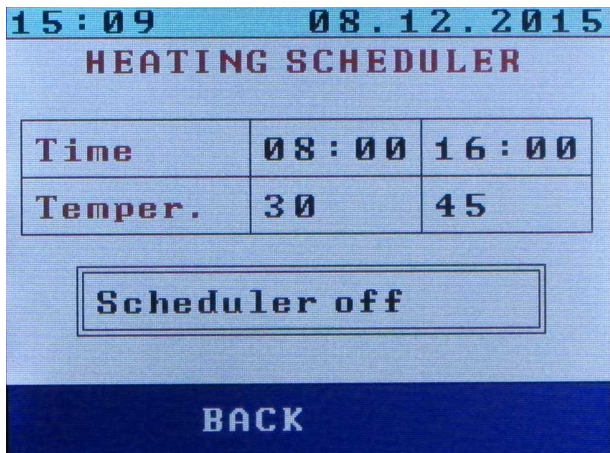 15:09 08.12.2015
HEATING SCHEDULER
Time 08:00 16:00
Temper. 30 45
Scheduler off
BACK